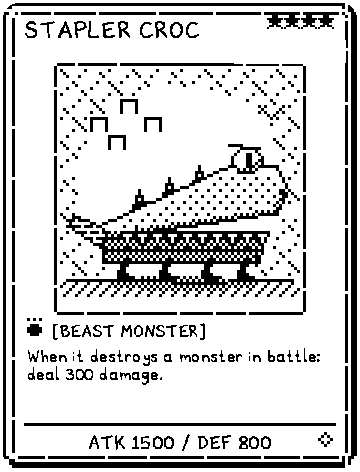 STAPLER CROC
★★★★
[BEAST MONSTER]
When it destroys a monster in battle:
deal 300 damage.
ATK 1500 / DEF 800